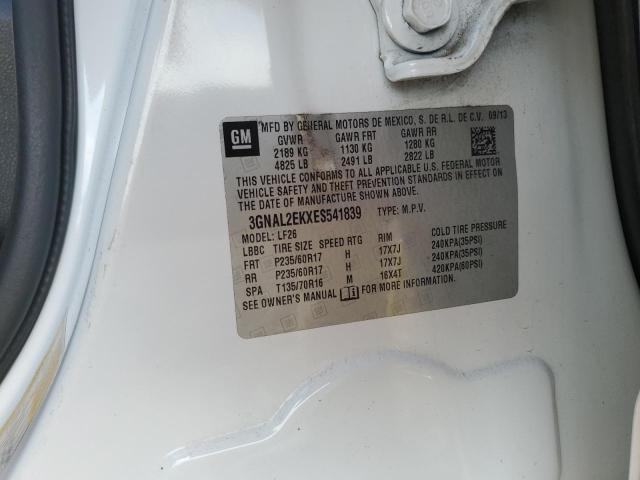 GM
MFD BY GENERAL MOTORS DE MEXICO, S. DE R.L. DE C.V. 09/13
GVWR GAWR FRT GAWR RR
2189 KG 1130 KG 1280 KG
4825 LB 2491 LB 2822 LB
THIS VEHICLE CONFORMS TO ALL APPLICABLE U.S. FEDERAL MOTOR
VEHICLE SAFETY AND THEFT PREVENTION STANDARDS IN EFFECT ON THE
DATE OF MANUFACTURE SHOWN ABOVE.
3GNAL2EKXES541839 TYPE: M.P.V.
MODEL: LF26
LBBC TIRE SIZE SPEED RTG RIM COLD TIRE PRESSURE
FRT P235/60R17 H 17X7J 240KPA(35PSI)
RR P235/60R17 H 17X7J 240KPA(35PSI)
SPA T135/70R16 M 16X4T 420KPA(60PSI)
SEE OWNER'S MANUAL FOR MORE INFORMATION.